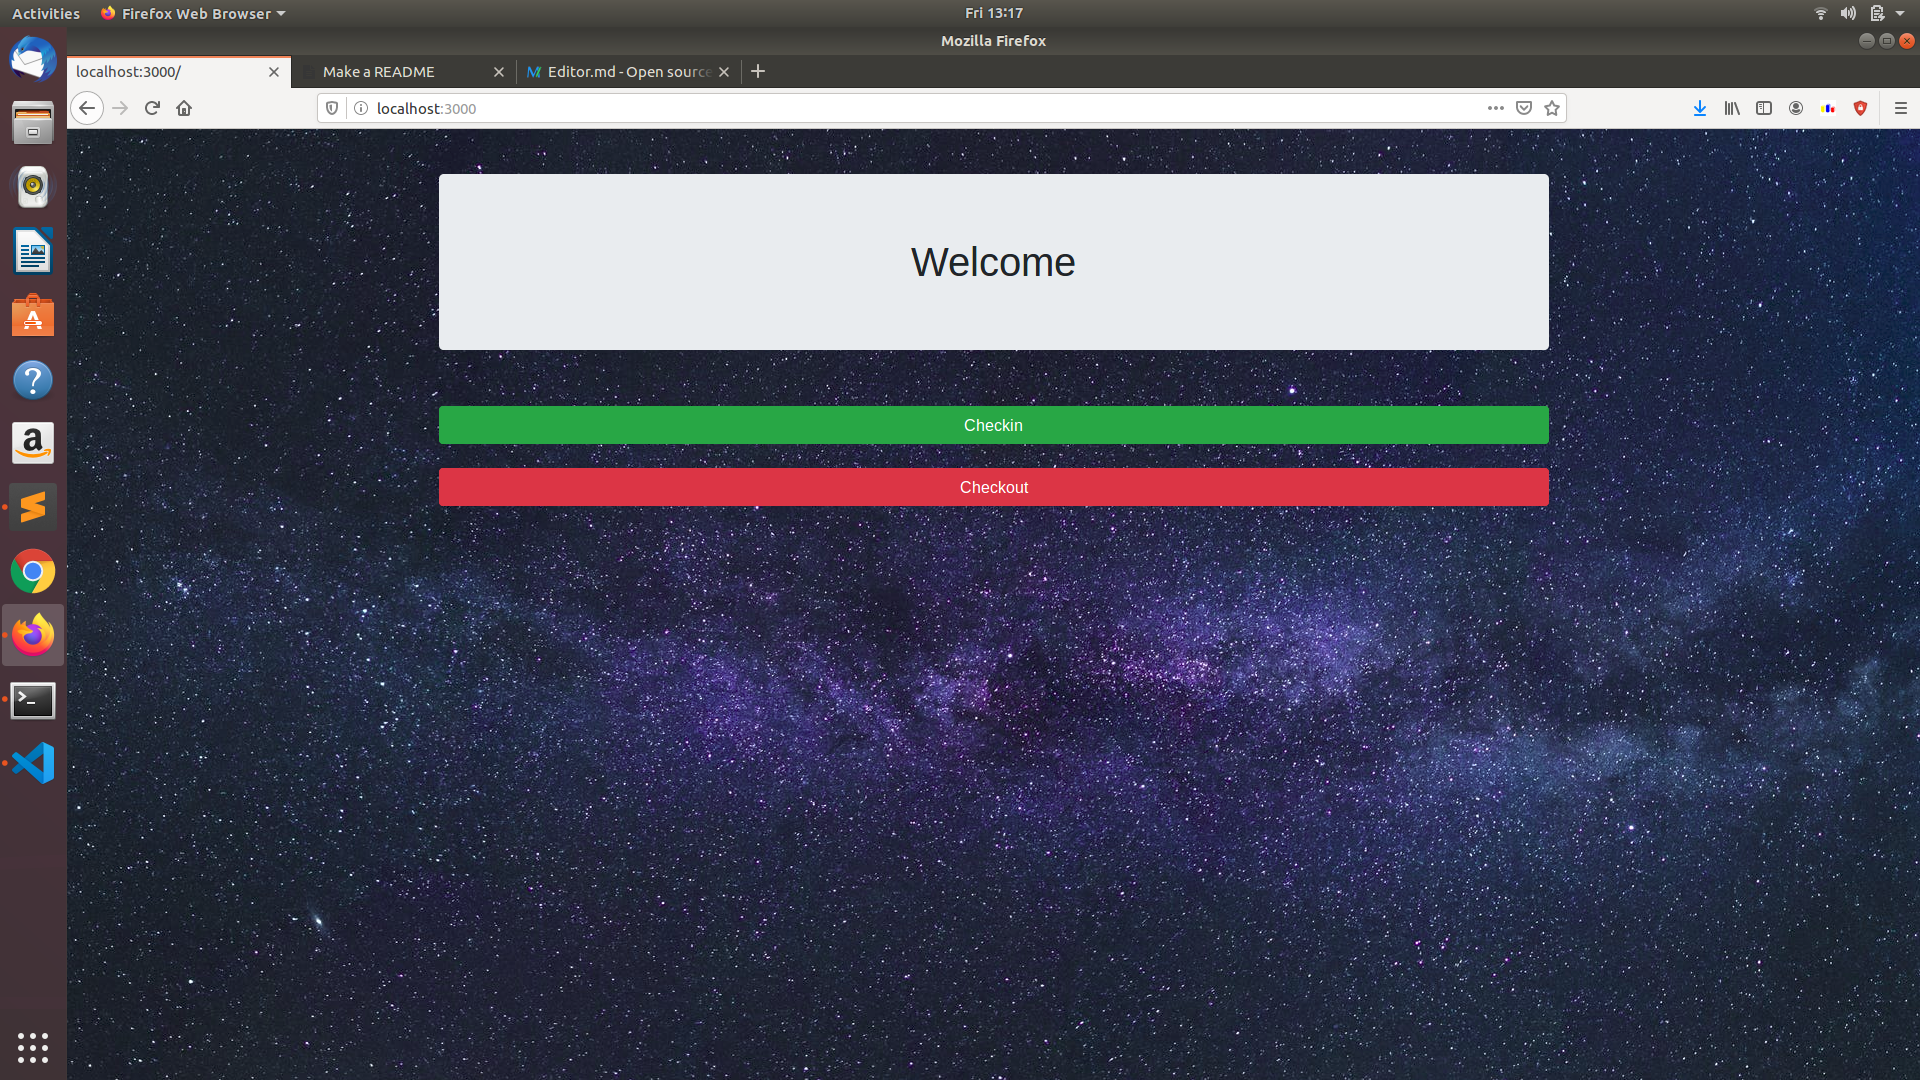 Activities
Firefox Web Browser
Fri 13:17
Mozilla Firefox
localhost:3000/
Make a README
Editor.md - Open source
localhost:3000
Welcome
Checkin
Checkout